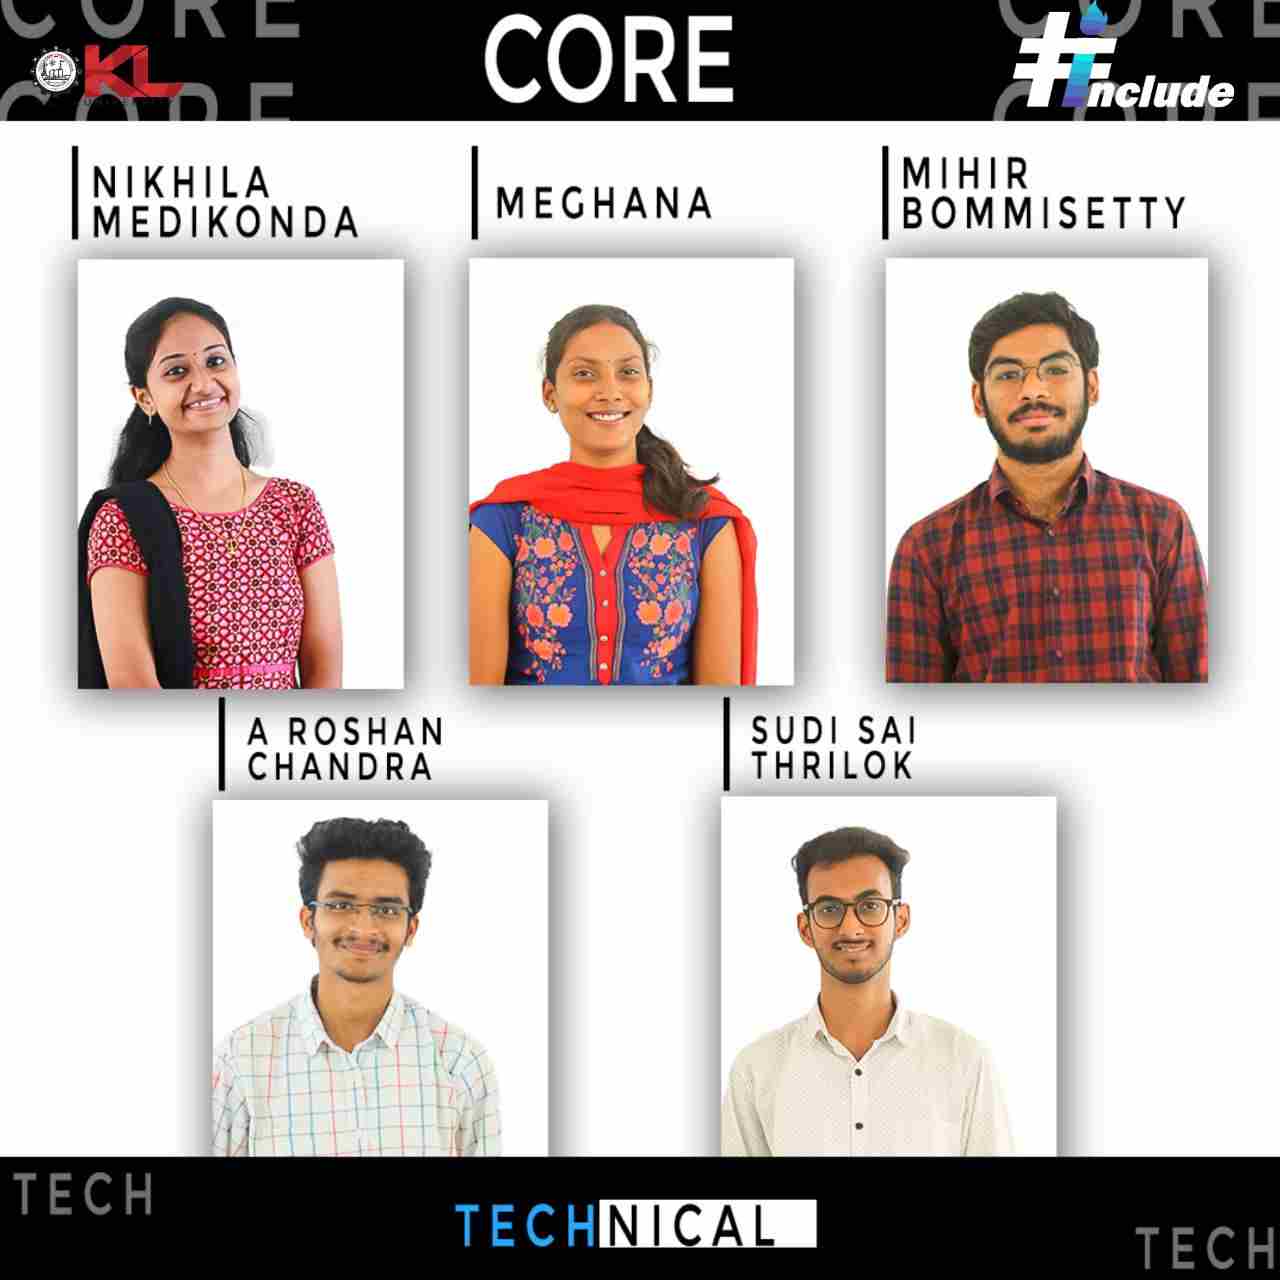 CORE
CORE
CORE
CORE
CORE
KL
UNIVERSITY
#include
NIKHILA
MEDIKONDA
MEGHANA
MIHIR
BOMMISETTY
A ROSHAN
CHANDRA
SUDI SAI
THRILOK
TECH
TECHNICAL
TECH